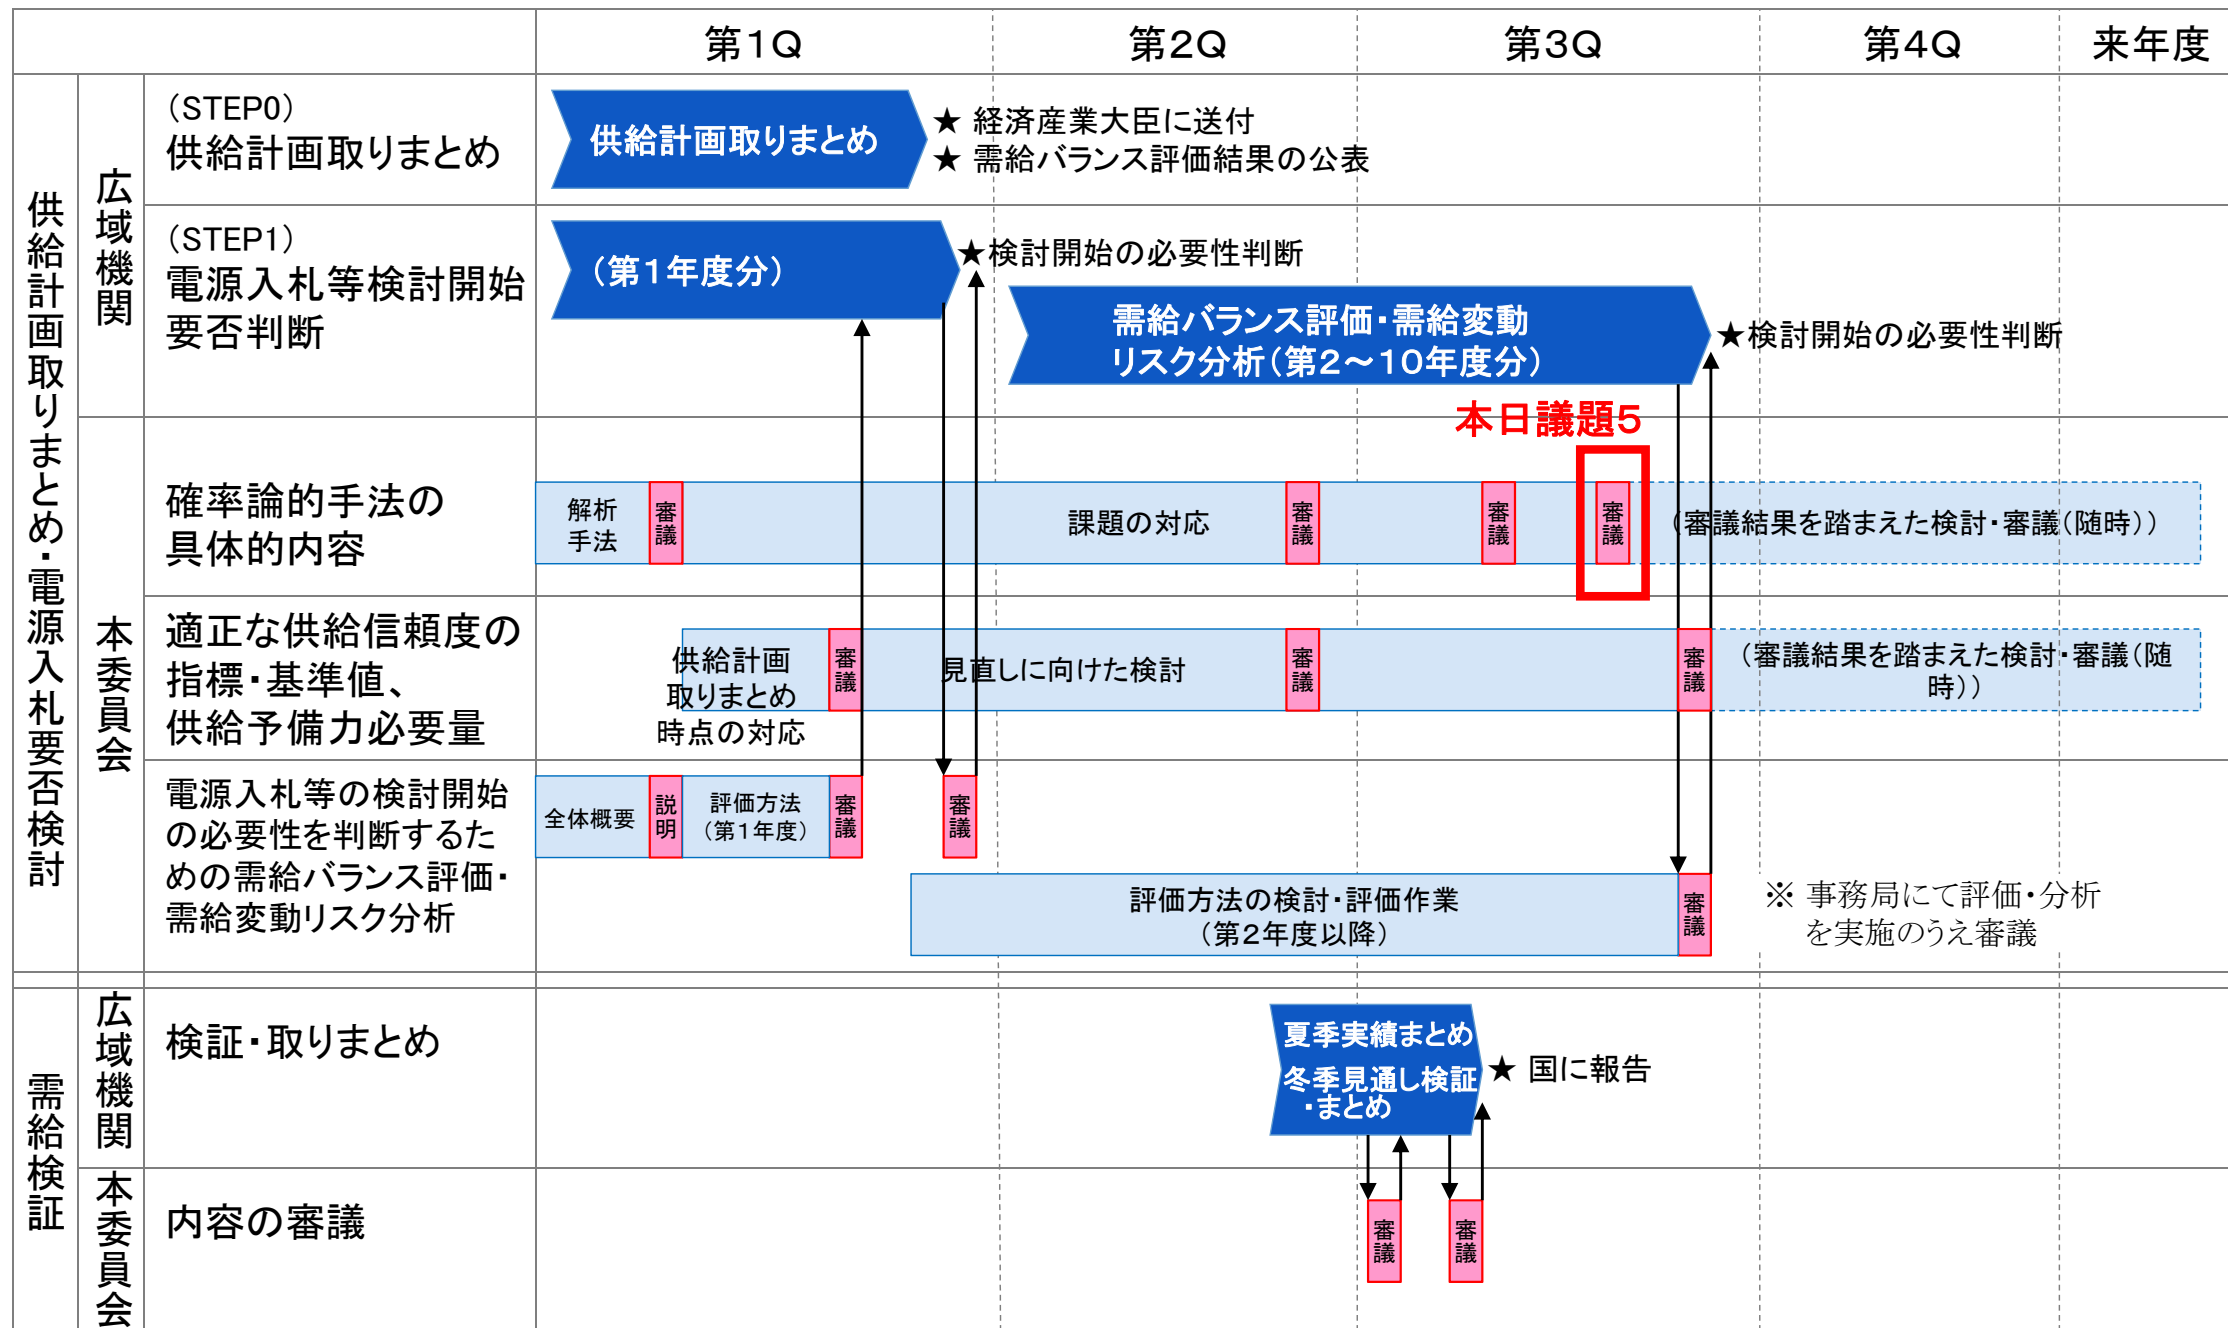 第1Q
第2Q
第3Q
第4Q
来年度
供給計画取りまとめ・電源入札要否検討
広域機関
(STEP0)
供給計画取りまとめ
供給計画取りまとめ
★ 経済産業大臣に送付
★ 需給バランス評価結果の公表
(STEP1)
電源入札等検討開始
要否判断
(第1年度分)
★検討開始の必要性判断
需給バランス評価・需給変動
リスク分析(第2~10年度分)
★検討開始の必要性判断
本委員会
本日議題5
確率論的手法の
具体的内容
解析
手法
審議
課題の対応
審議
審議
審議
(審議結果を踏まえた検討・審議(随時))
適正な供給信頼度の
指標・基準値、
供給予備力必要量
供給計画
取りまとめ
時点の対応
審議
見直しに向けた検討
審議
審議
(審議結果を踏まえた検討・審議(随
時))
電源入札等の検討開始
の必要性を判断するた
めの需給バランス評価・
需給変動リスク分析
全体概要
説明
評価方法
(第1年度)
審議
審議
評価方法の検討・評価作業
(第2年度以降)
審議
※ 事務局にて評価・分析
を実施のうえ審議
需給検証
広域機関
検証・取りまとめ
夏季実績まとめ
冬季見通し検証
・まとめ
★ 国に報告
本委員会
内容の審議
審議
審議